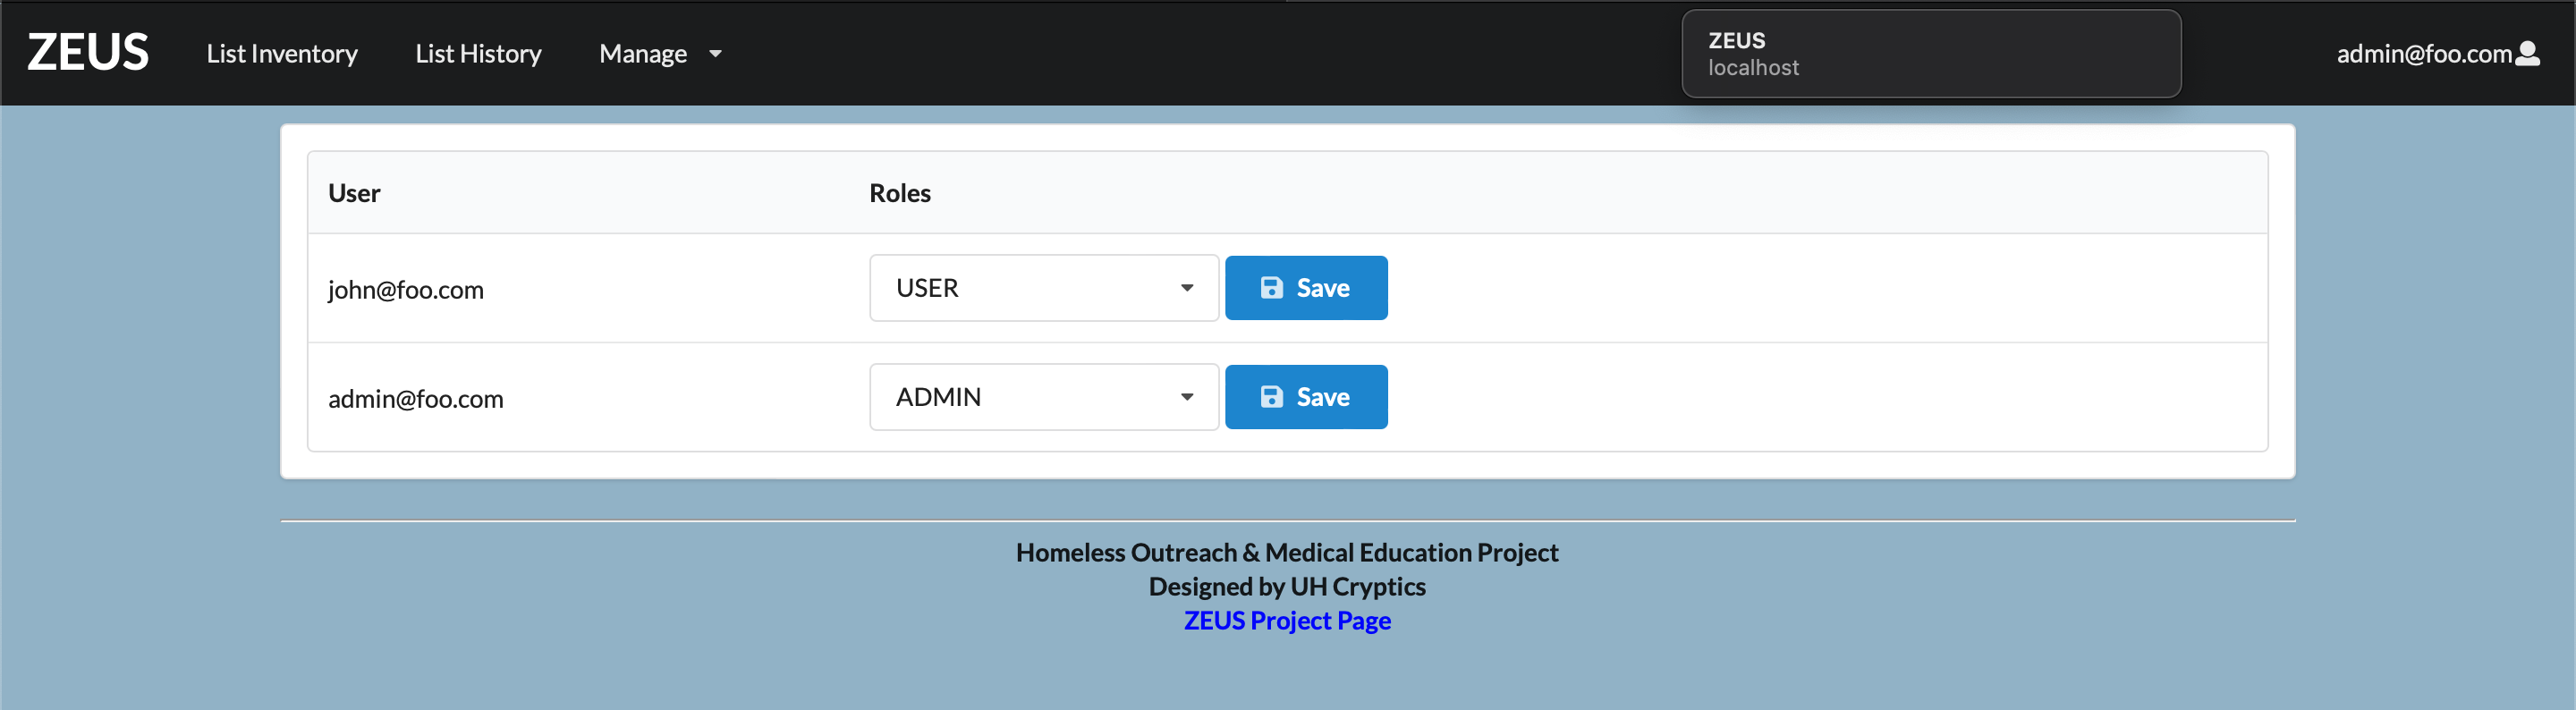 ZEUS List Inventory List History Manage
ZEUS
localhost
admin@foo.com
User Roles
john@foo.com USER Save
admin@foo.com ADMIN Save
Homeless Outreach & Medical Education Project
Designed by UH Cryptics
ZEUS Project Page